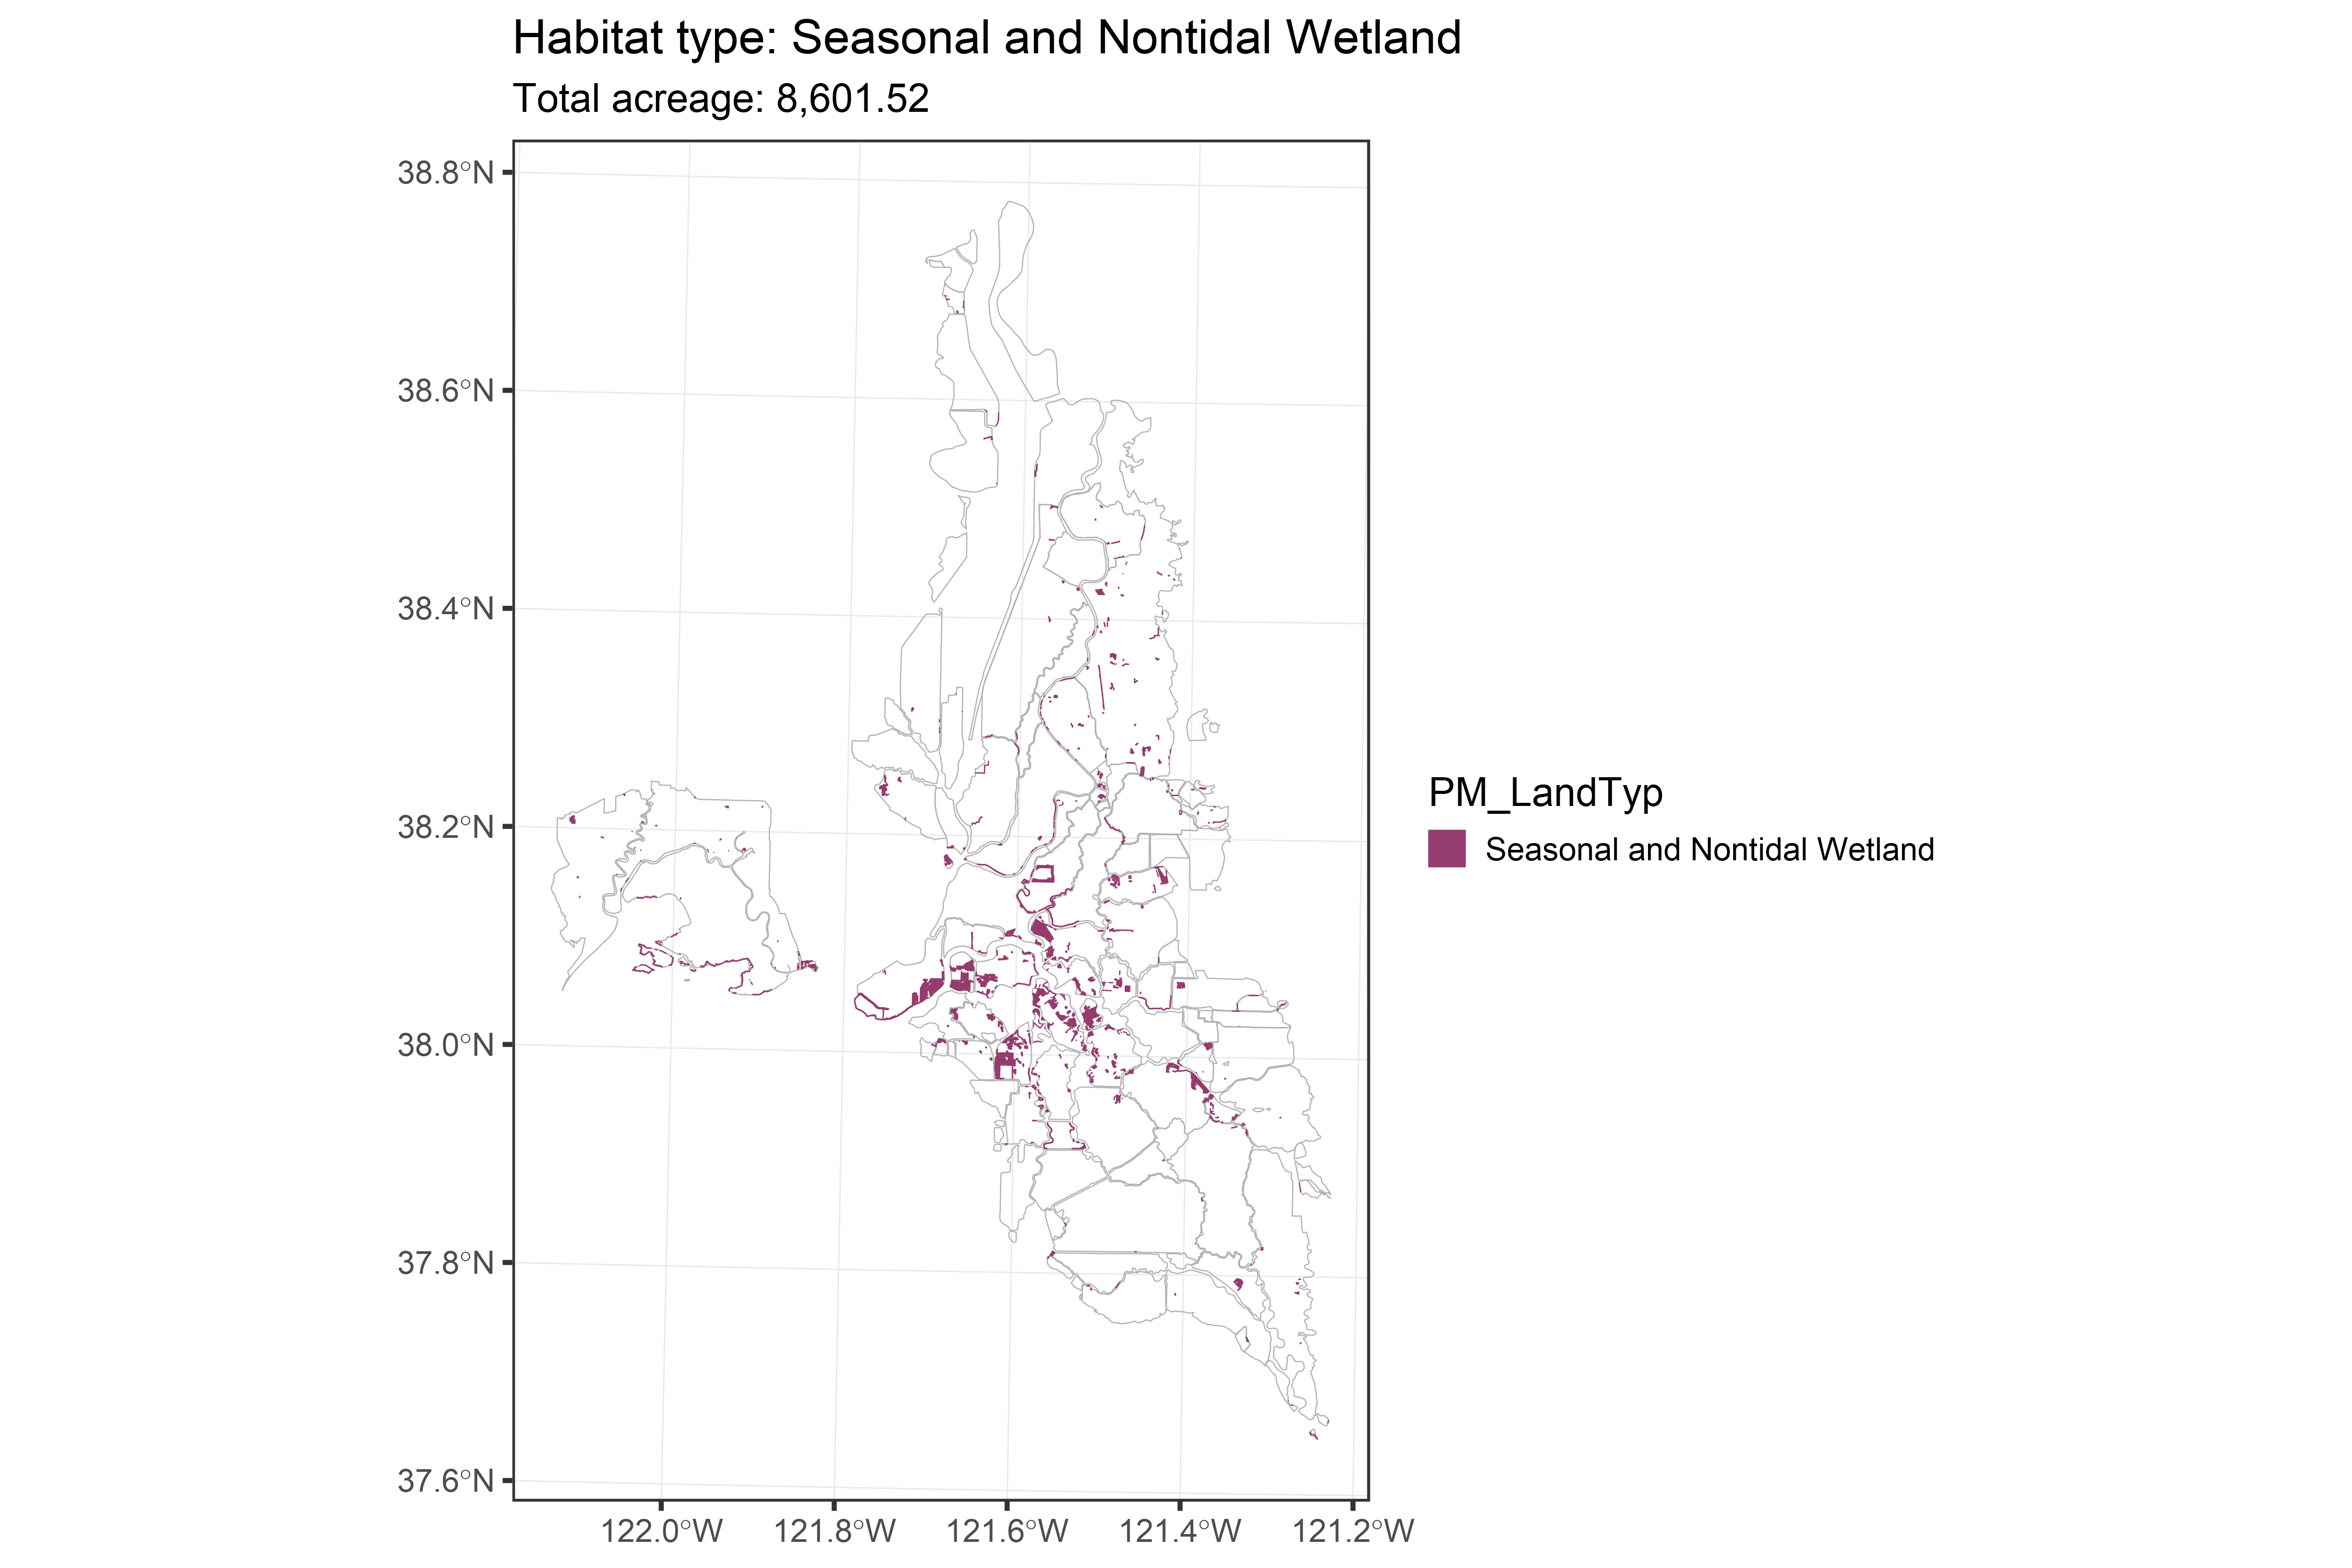 Habitat type: Seasonal and Nontidal Wetland
Total acreage: 8,601.52
38.8°N
38.6°N
38.4°N
38.2°N
38.0°N
37.8°N
37.6°N
122.0°W 121.8°W 121.6°W 121.4°W 121.2°W
PM_LandTyp
Seasonal and Nontidal Wetland